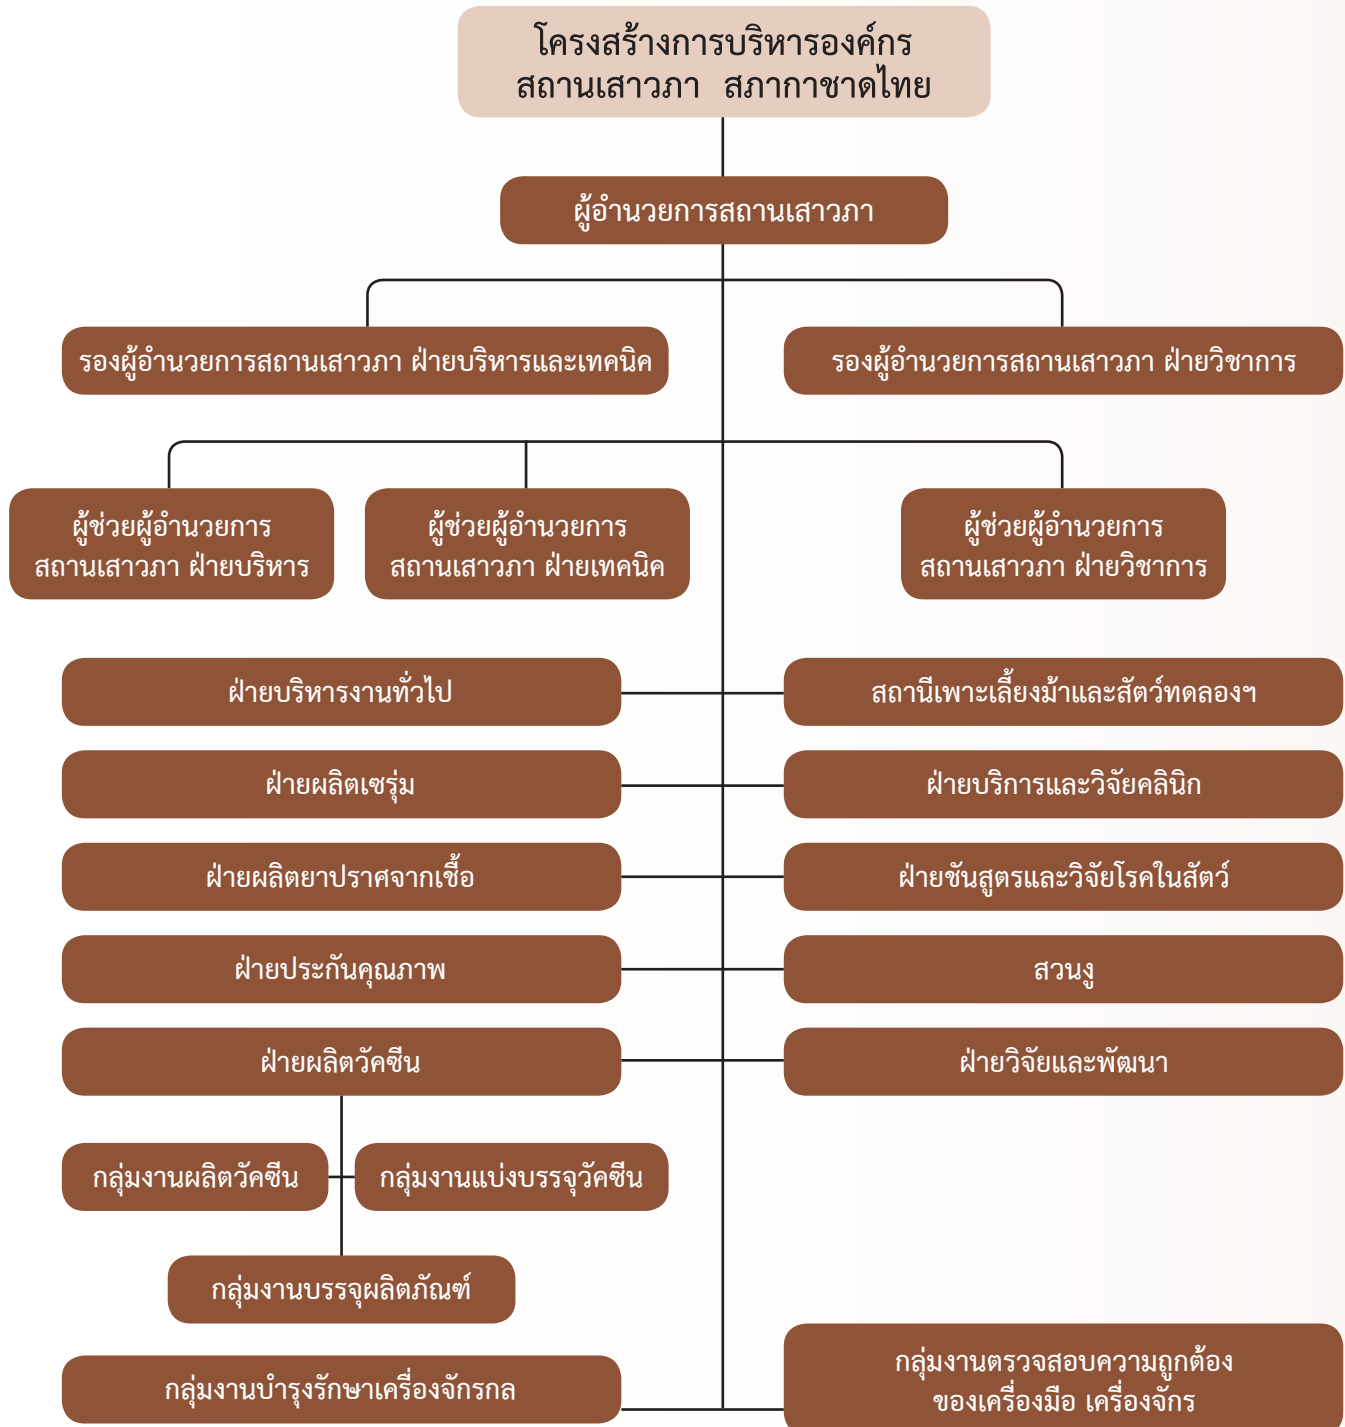 โครงสร้างการบริหารองค์กร
สถานเสาวภา สภากาชาดไทย
ผู้อำนวยการสถานเสาวภา
รองผู้อำนวยการสถานเสาวภา ฝ่ายบริหารและเทคนิค
รองผู้อำนวยการสถานเสาวภา ฝ่ายวิชาการ
ผู้ช่วยผู้อำนวยการ
สถานเสาวภา ฝ่ายบริหาร
ผู้ช่วยผู้อำนวยการ
สถานเสาวภา ฝ่ายเทคนิค
ผู้ช่วยผู้อำนวยการ
สถานเสาวภา ฝ่ายวิชาการ
ฝ่ายบริหารงานทั่วไป
สถานีเพาะเลี้ยงม้าและสัตว์ทดลองฯ
ฝ่ายผลิตเซรุ่ม
ฝ่ายบริการและวิจัยคลินิก
ฝ่ายผลิตยาปราศจากเชื้อ
ฝ่ายชันสูตรและวิจัยโรคในสัตว์
ฝ่ายประกันคุณภาพ
สวนงู
ฝ่ายผลิตวัคซีน
ฝ่ายวิจัยและพัฒนา
กลุ่มงานผลิตวัคซีน
กลุ่มงานแบ่งบรรจุวัคซีน
กลุ่มงานบรรจุผลิตภัณฑ์
กลุ่มงานบำรุงรักษาเครื่องจักรกล
กลุ่มงานตรวจสอบความถูกต้อง
ของเครื่องมือ เครื่องจักร